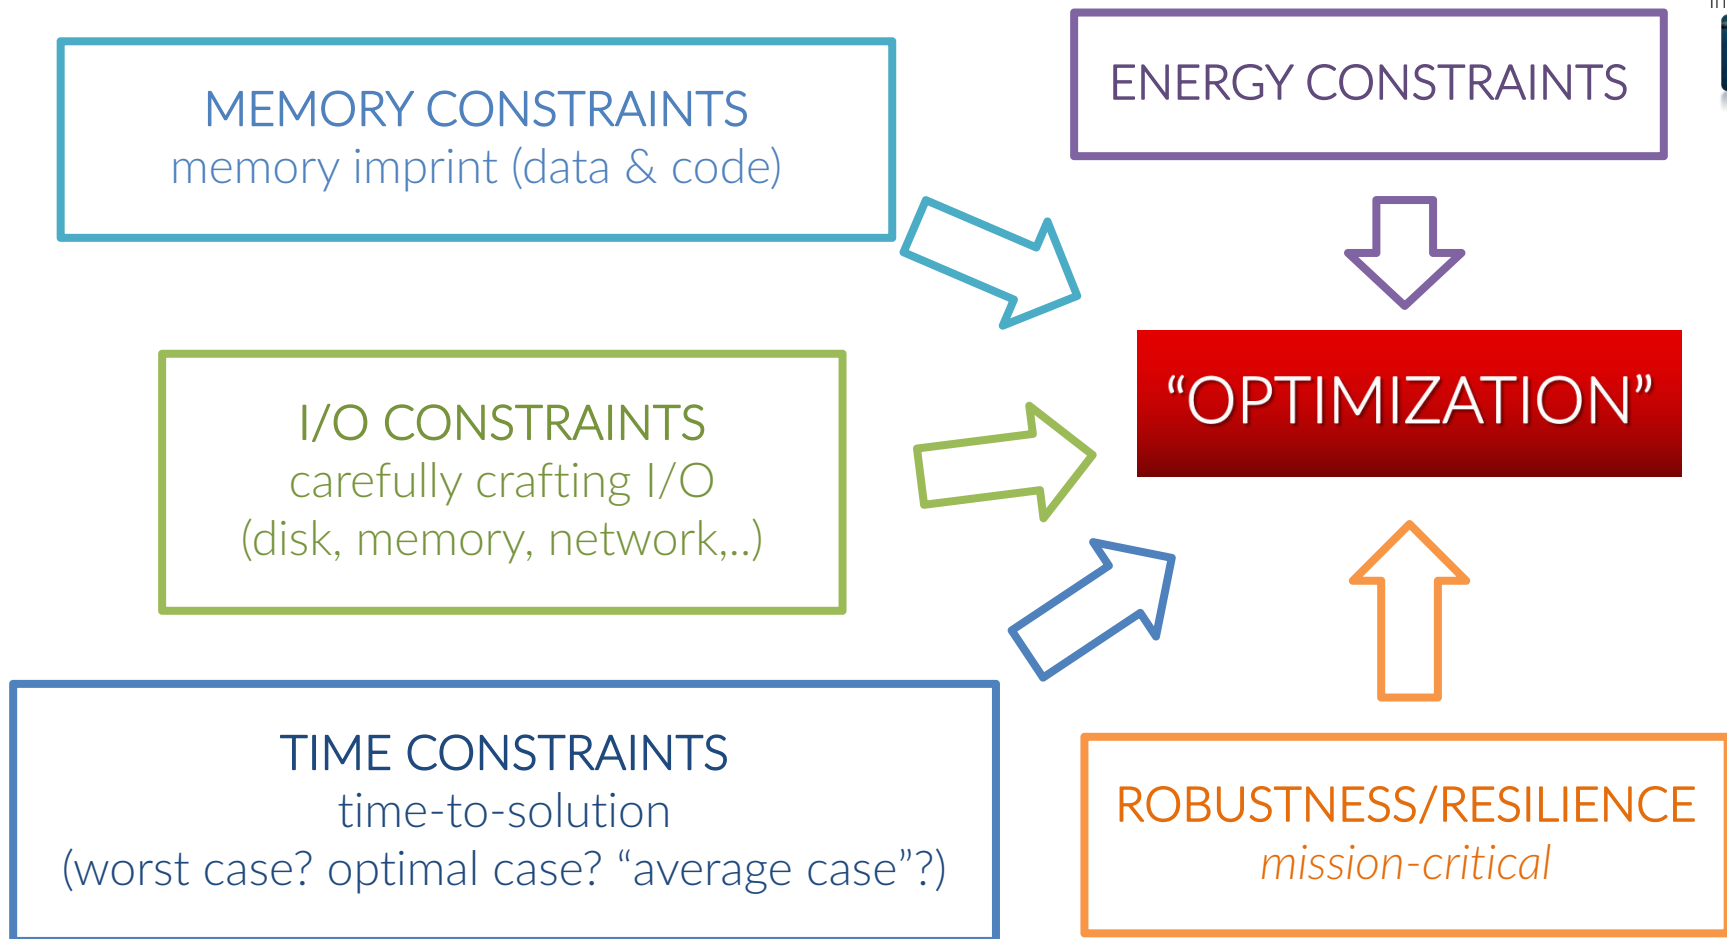 MEMORY CONSTRAINTS
memory imprint (data & code)
ENERGY CONSTRAINTS
I/O CONSTRAINTS
carefully crafting I/O
(disk, memory, network,..)
“OPTIMIZATION”
TIME CONSTRAINTS
time-to-solution
(worst case? optimal case? “average case”?)
ROBUSTNESS/RESILIENCE
mission-critical